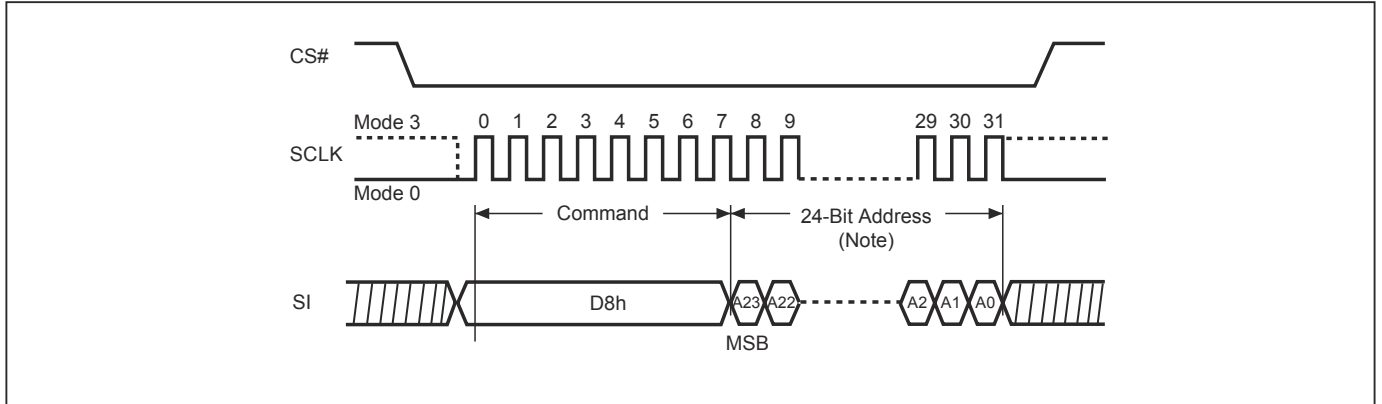 CS#
Mode 3 0 1 2 3 4 5 6 7 8 9 29 30 31
SCLK
Mode 0
Command 24-Bit Address
(Note)
SI D8h A23 A22 A2 A1 A0
MSB